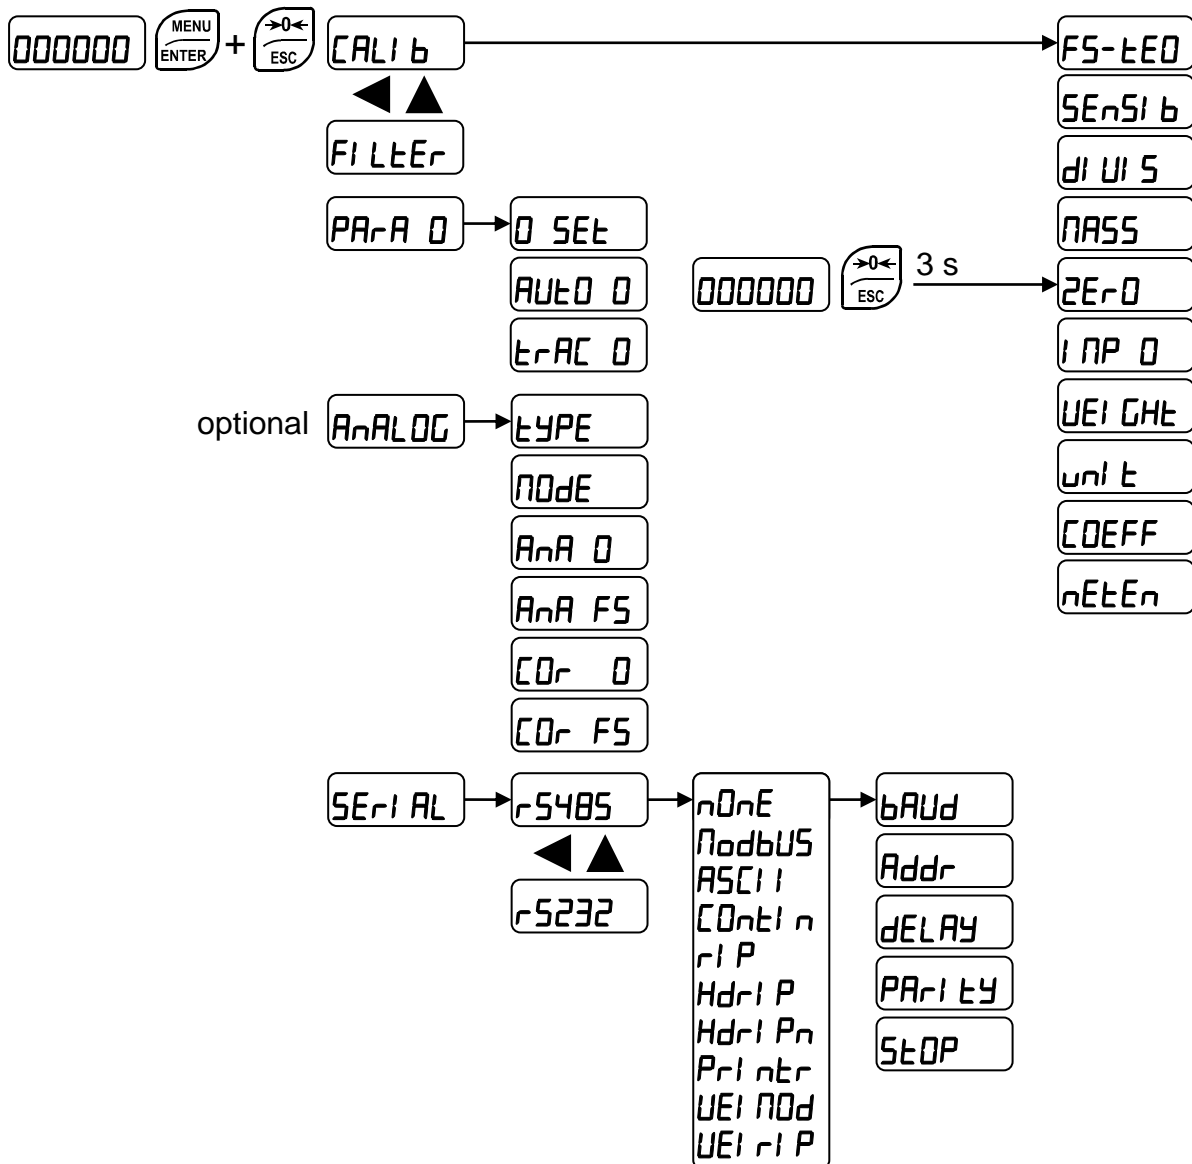 000000 MENU ENTER + →0← ESC CALIb FS-tEO
SEnSIb
FILtEr
dIVIS
PArA 0 0 SEt
MASS
AUtO 0
000000 →0← ESC 3 s ZErO
trAC 0
INP 0
optional AnALOG tYPE
WEIGHt
MOdE
unIt
AnA 0
COEFF
AnA FS
nEtEn
COr 0
COr FS
SErIAL rS485 nOnE bAUd
ModbUS
ASCII
Addr
rS232
COntIn
dELAY
rIP
HdrIP
PArItY
HdrIPn
StOP
PrIntr
WEIMOd
WEIrIP